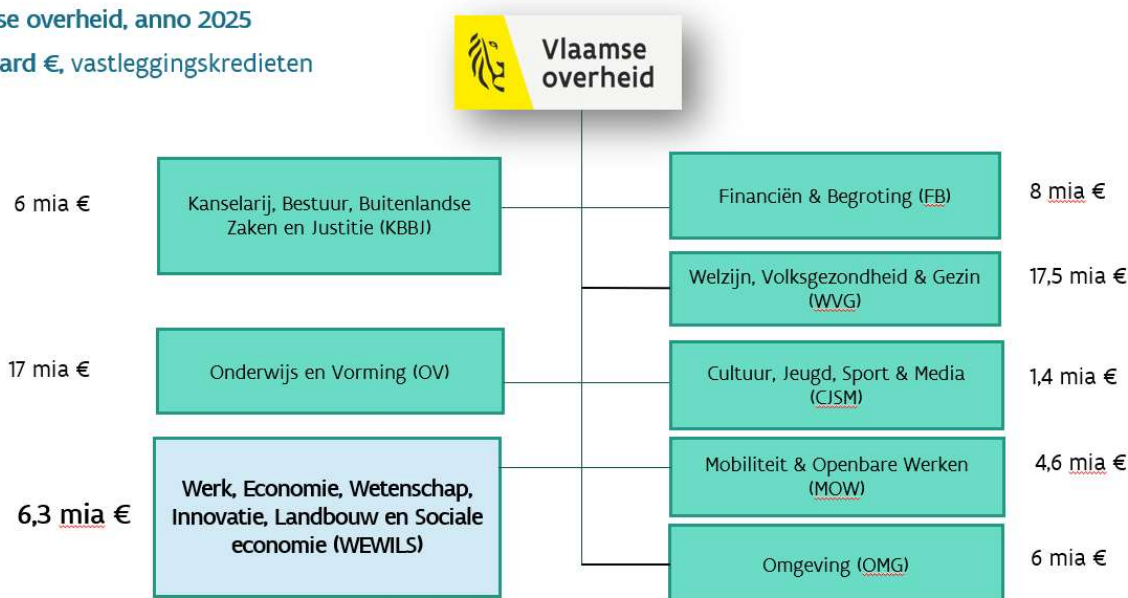 se overheid, anno 2025
ard €, vastleggingskredieten
Vlaamse
overheid
6 mia €
Kanselarij, Bestuur, Buitenlandse
Zaken en Justitie (KBBJ)
Financiën & Begroting (FB)
8 mia €
Welzijn, Volksgezondheid & Gezin
(WVG)
17,5 mia €
17 mia €
Onderwijs en Vorming (OV)
Cultuur, Jeugd, Sport & Media
(CJSM)
1,4 mia €
6,3 mia €
Werk, Economie, Wetenschap,
Innovatie, Landbouw en Sociale
economie (WEWILS)
Mobiliteit & Openbare Werken
(MOW)
4,6 mia €
Omgeving (OMG)
6 mia €